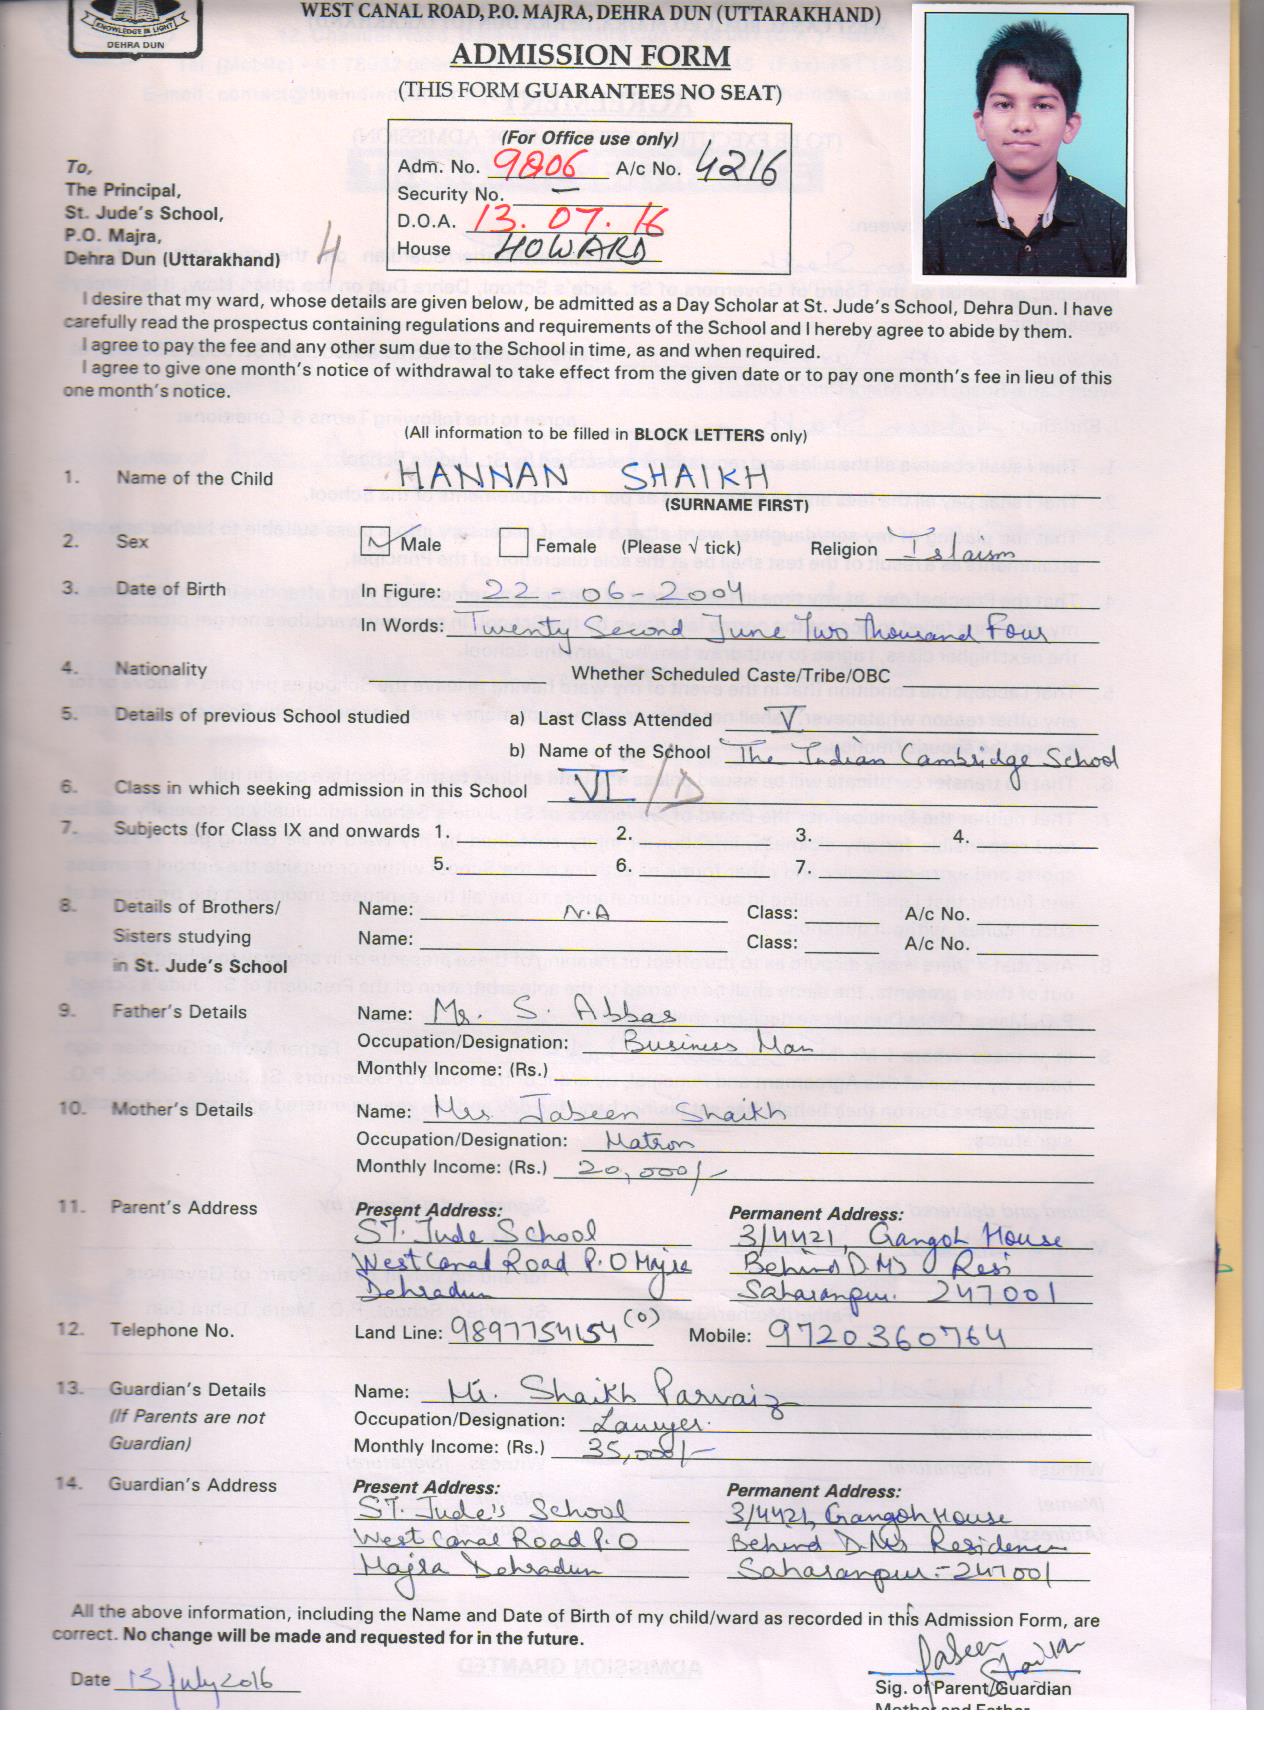 KNOWLEDGE IS LIGHT
DEHRA DUN
WEST CANAL ROAD, P.O. MAJRA, DEHRA DUN (UTTARAKHAND)
ADMISSION FORM
(THIS FORM GUARANTEES NO SEAT)
(For Office use only)
Adm. No. 9806 A/c No. 4216
Security No. —
D.O.A. 13.07.16
House HOWARD
To,
The Principal,
St. Jude's School,
P.O. Majra,
Dehra Dun (Uttarakhand)
H
I desire that my ward, whose details are given below, be admitted as a Day Scholar at St. Jude's School, Dehra Dun. I have
carefully read the prospectus containing regulations and requirements of the School and I hereby agree to abide by them.
I agree to pay the fee and any other sum due to the School in time, as and when required.
I agree to give one month's notice of withdrawal to take effect from the given date or to pay one month's fee in lieu of this
one month's notice.
(All information to be filled in BLOCK LETTERS only)
1. Name of the Child HANNAN SHAIKH
(SURNAME FIRST)
2. Sex Male Female (Please √ tick) Religion Islaum
3. Date of Birth In Figure: 22-06-2004
In Words: Twenty Second June Two Thousand Four
4. Nationality Whether Scheduled Caste/Tribe/OBC
5. Details of previous School studied a) Last Class Attended V
b) Name of the School The Indian Cambridge School
6. Class in which seeking admission in this School VI /D
7. Subjects (for Class IX and onwards 1. 2. 3. 4.
5. 6. 7.
8. Details of Brothers/ Name: N.A Class: A/c No.
Sisters studying Name: Class: A/c No.
in St. Jude's School
9. Father's Details Name: Mr. S. Abbas
Occupation/Designation: Business Man
Monthly Income: (Rs.)
10. Mother's Details Name: Mrs. Jabeen Shaikh
Occupation/Designation: Matron
Monthly Income: (Rs.) 20,000/-
11. Parent's Address Present Address: Permanent Address:
ST. Jude School 3/4421, Gangoh House
West Canal Road P.O Majra Behind D.Ms Resi
Dehradun Saharanpur. 247001
12. Telephone No. Land Line: 9897754154 (O) Mobile: 9720360764
13. Guardian's Details Name: Mr. Shaikh Parvaiz
(If Parents are not Occupation/Designation: Lawyer.
Guardian) Monthly Income: (Rs.) 35,000/-
14. Guardian's Address Present Address: Permanent Address:
ST. Jude's School 3/4421, Gangoh House
West Canal Road P.O Behind D.Ms Residence
Majra Dehradun Saharanpur - 247001
All the above information, including the Name and Date of Birth of my child/ward as recorded in this Admission Form, are
correct. No change will be made and requested for in the future.
Jabeen Shaikh
Date 13/July 2016
Sig. of Parent/Guardian
Mother and Father